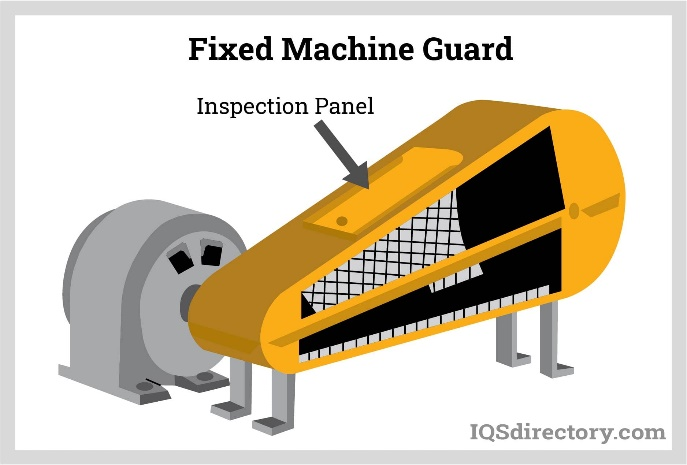 Fixed Machine Guard
Inspection Panel
IQSdirectory.com